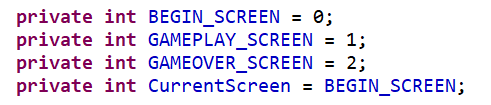 private int BEGIN_SCREEN = 0;
private int GAMEPLAY_SCREEN = 1;
private int GAMEOVER_SCREEN = 2;
private int CurrentScreen = BEGIN_SCREEN;